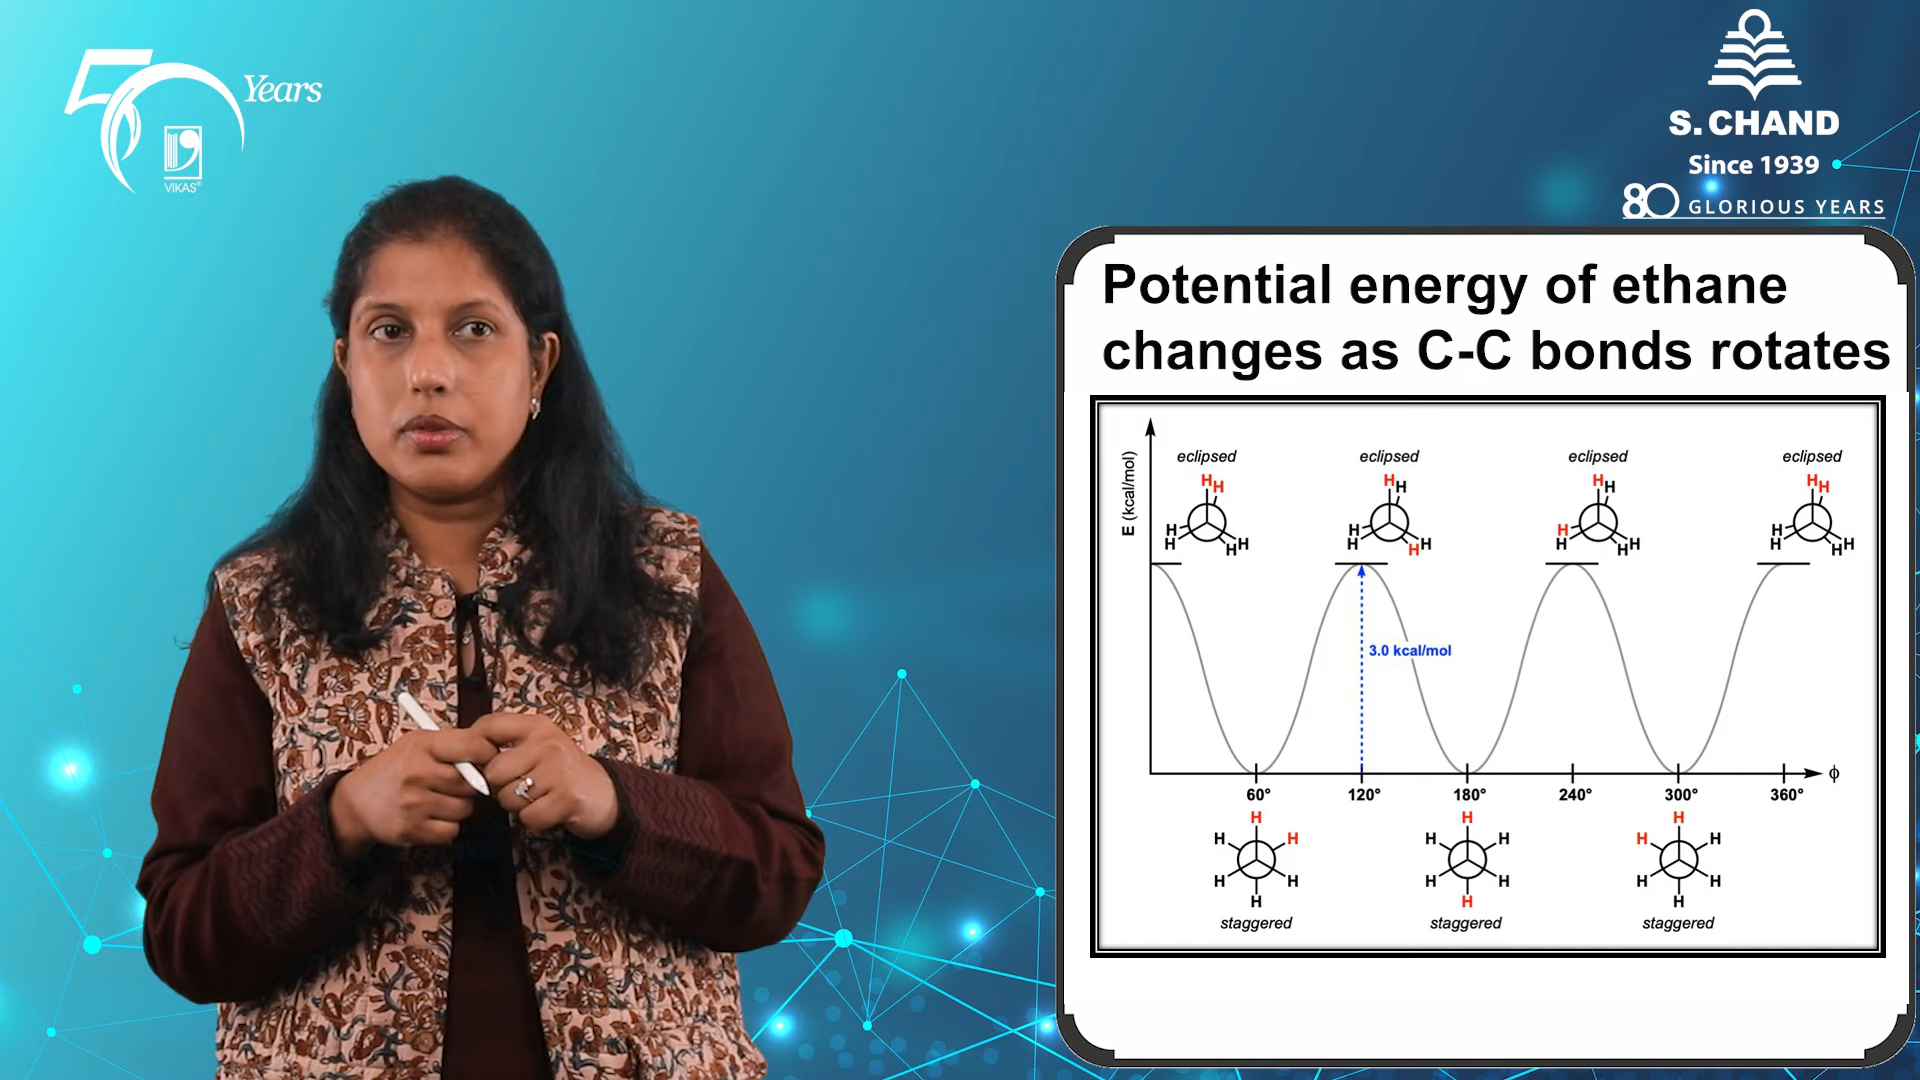 50 Years
VIKAS®
S. CHAND
Since 1939
80 GLORIOUS YEARS
Potential energy of ethane
changes as C-C bonds rotates
E (kcal/mol)
eclipsed eclipsed eclipsed eclipsed
H H H H H H H H
H H H H H H H H H H
H H H H H H H H
3.0 kcal/mol
ϕ
60° 120° 180° 240° 300° 360°
H H H
H H H H H H
H H H H H H
H H H
staggered staggered staggered